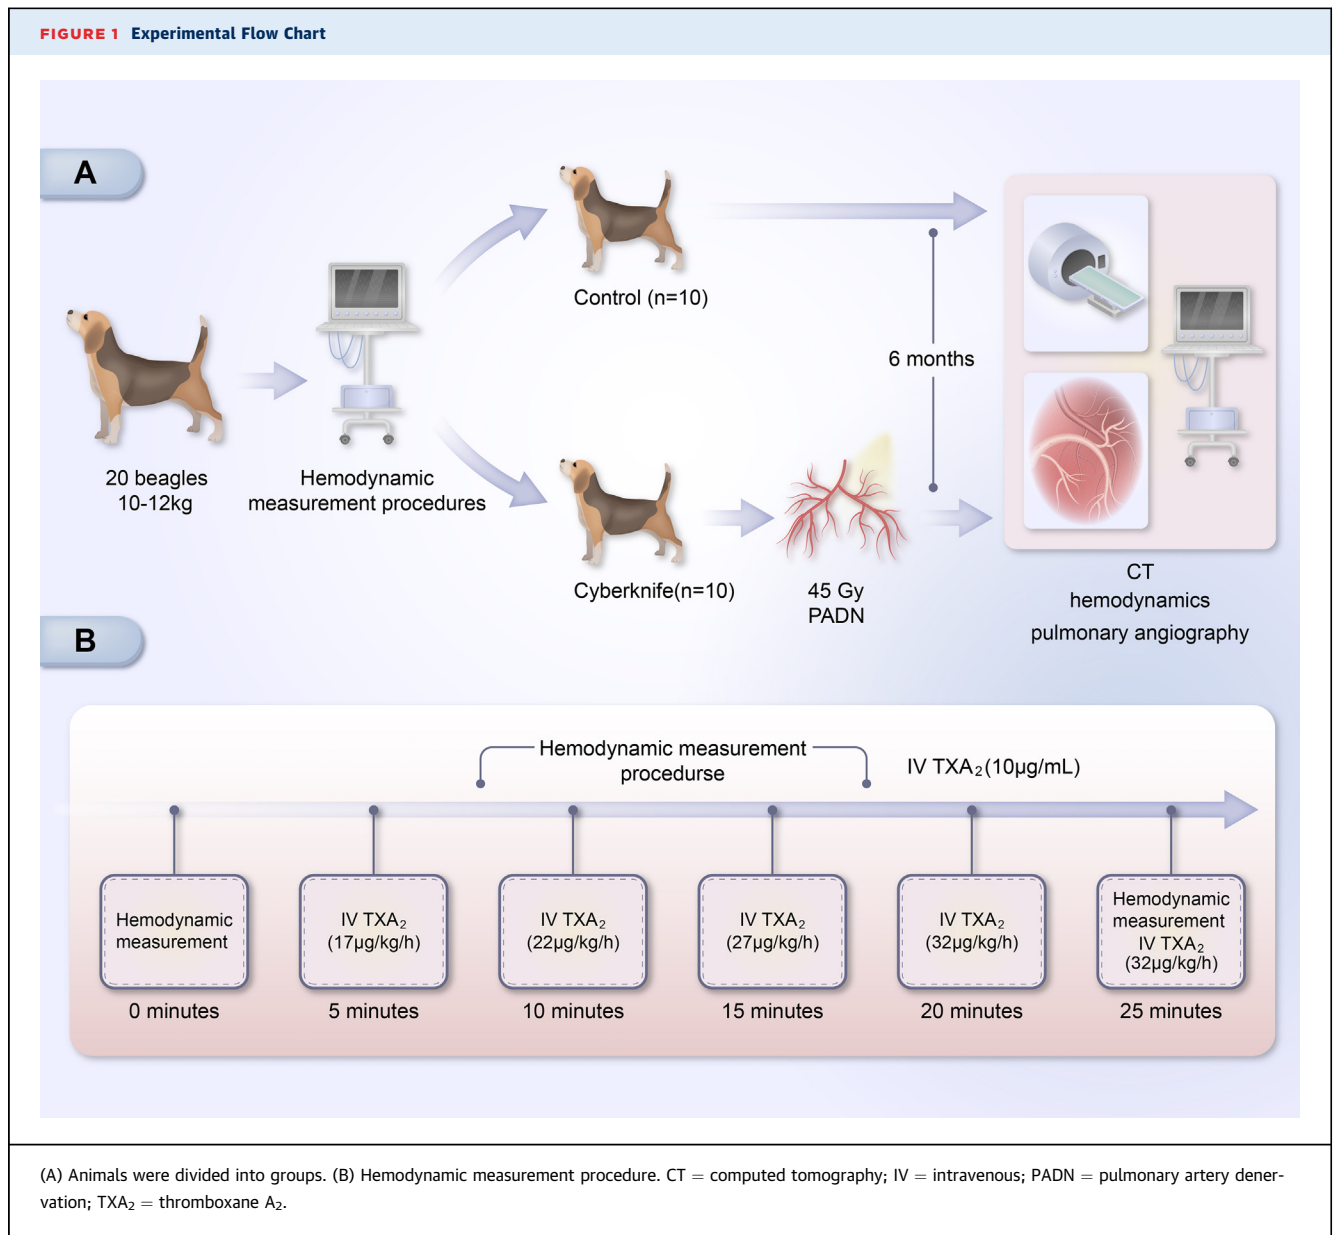 FIGURE 1 Experimental Flow Chart
A
Control (n=10)
6 months
20 beagles
10-12kg
Hemodynamic
measurement procedures
Cyberknife(n=10)
45 Gy
PADN
CT
hemodynamics
pulmonary angiography
B
Hemodynamic measurement
procedurse
IV TXA₂(10µg/mL)
Hemodynamic
measurement
0 minutes
IV TXA₂
(17µg/kg/h)
5 minutes
IV TXA₂
(22µg/kg/h)
10 minutes
IV TXA₂
(27µg/kg/h)
15 minutes
IV TXA₂
(32µg/kg/h)
20 minutes
Hemodynamic
measurement
IV TXA₂
(32µg/kg/h)
25 minutes
(A) Animals were divided into groups. (B) Hemodynamic measurement procedure. CT = computed tomography; IV = intravenous; PADN = pulmonary artery dener-
vation; TXA₂ = thromboxane A₂.